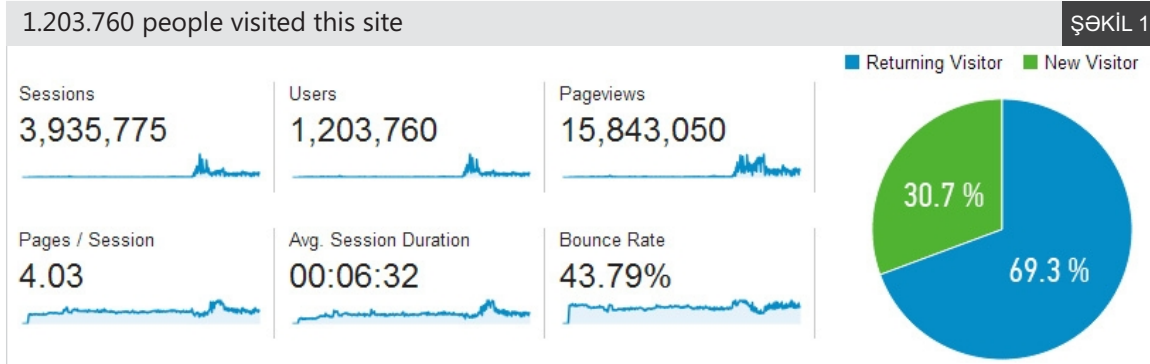 1.203.760 people visited this site
ŞƏKİL 1
Returning Visitor New Visitor
Sessions
3,935,775
Users
1,203,760
Pageviews
15,843,050
30.7 %
69.3 %
Pages / Session
4.03
Avg. Session Duration
00:06:32
Bounce Rate
43.79%